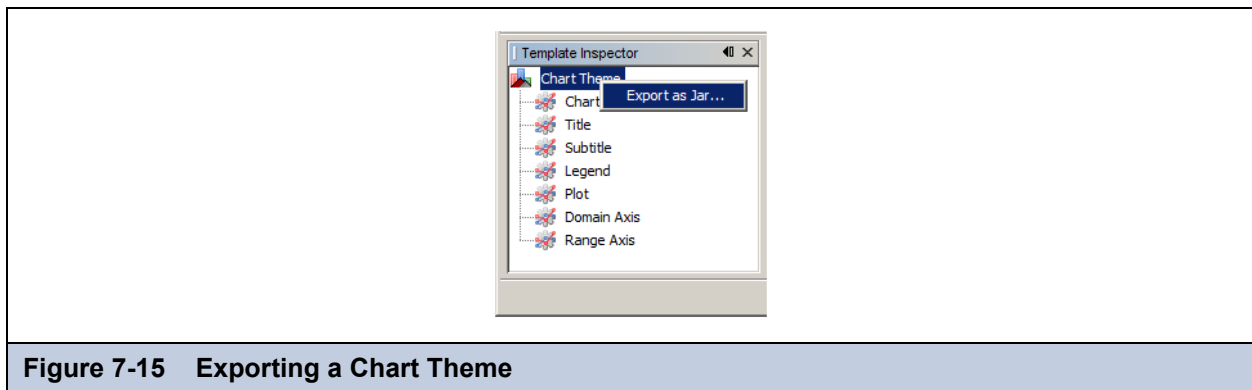 Template Inspector
Chart Theme
Export as Jar...
Chart
Title
Subtitle
Legend
Plot
Domain Axis
Range Axis
Figure 7-15 Exporting a Chart Theme